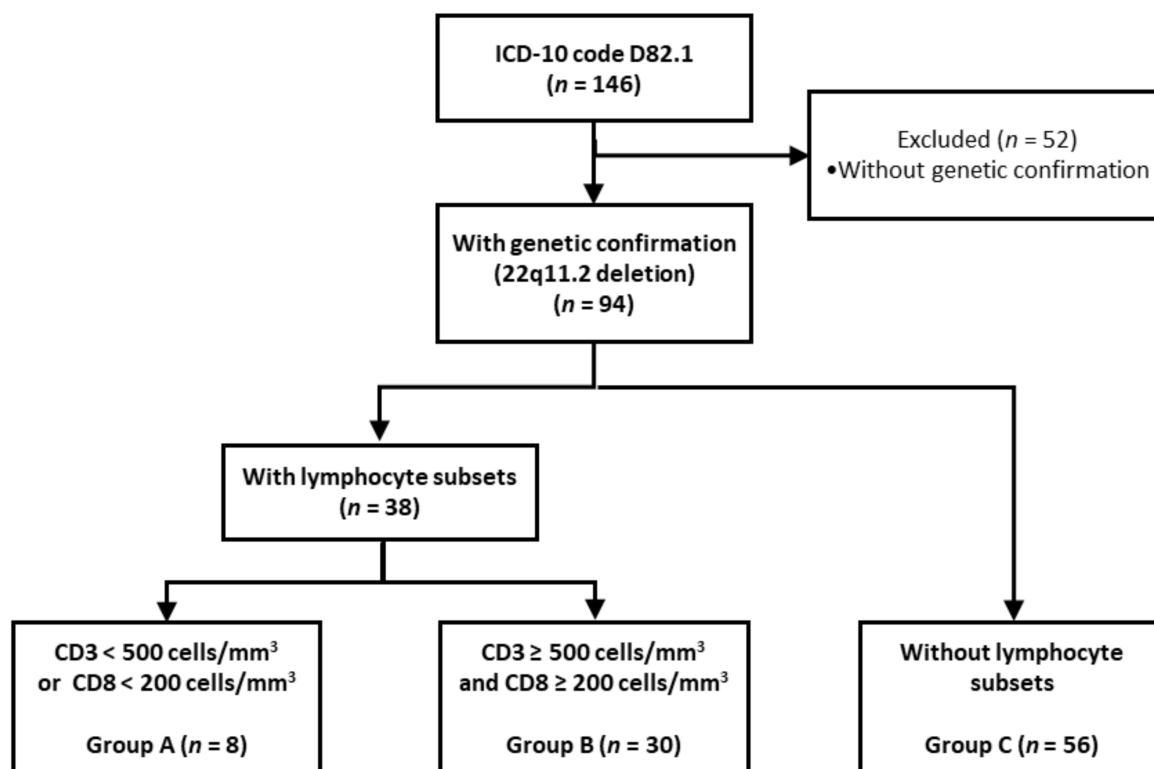 ICD-10 code D82.1
(n = 146)
Excluded (n = 52)
•Without genetic confirmation
With genetic confirmation
(22q11.2 deletion)
(n = 94)
With lymphocyte subsets
(n = 38)
CD3 < 500 cells/mm³
or CD8 < 200 cells/mm³
Group A (n = 8)
CD3 ≥ 500 cells/mm³
and CD8 ≥ 200 cells/mm³
Group B (n = 30)
Without lymphocyte
subsets
Group C (n = 56)